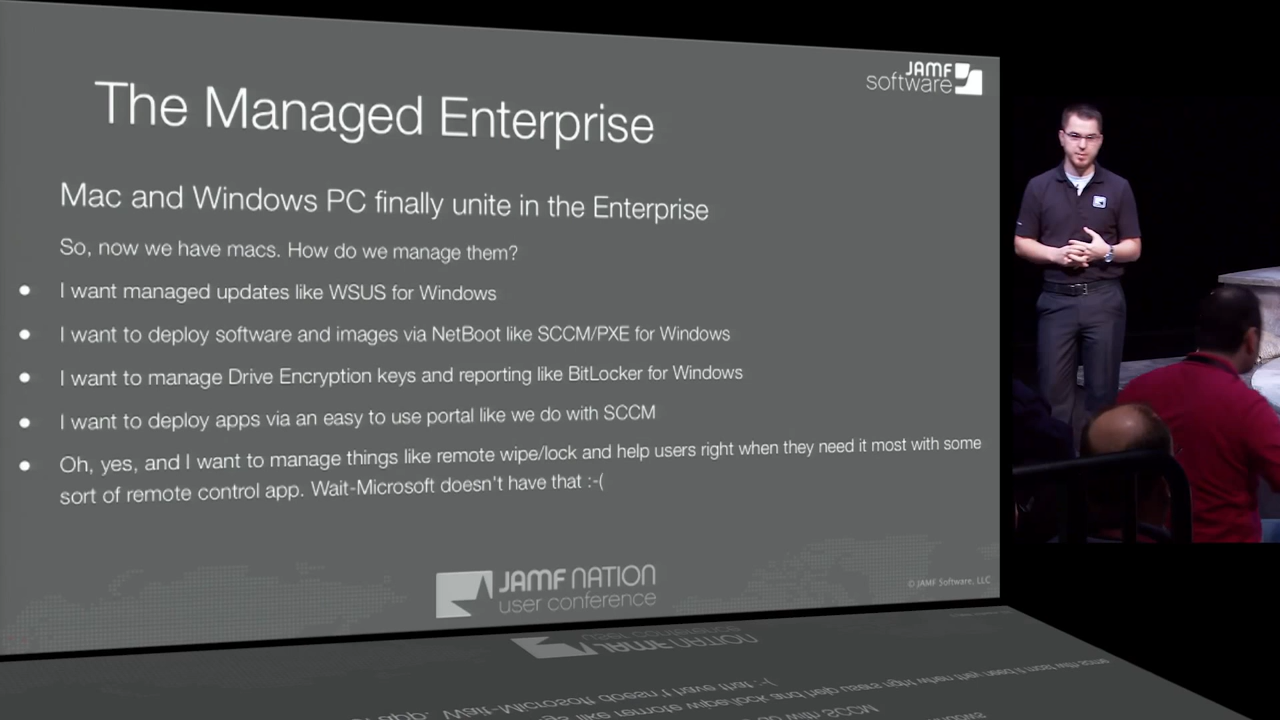 JAMF
software
The Managed Enterprise
Mac and Windows PC finally unite in the Enterprise
So, now we have macs. How do we manage them?
I want managed updates like WSUS for Windows
I want to deploy software and images via NetBoot like SCCM/PXE for Windows
I want to manage Drive Encryption keys and reporting like BitLocker for Windows
I want to deploy apps via an easy to use portal like we do with SCCM
Oh, yes, and I want to manage things like remote wipe/lock and help users right when they need it most with some
sort of remote control app. Wait-Microsoft doesn't have that :-(
JAMF NATION
user conference
© JAMF Software, LLC